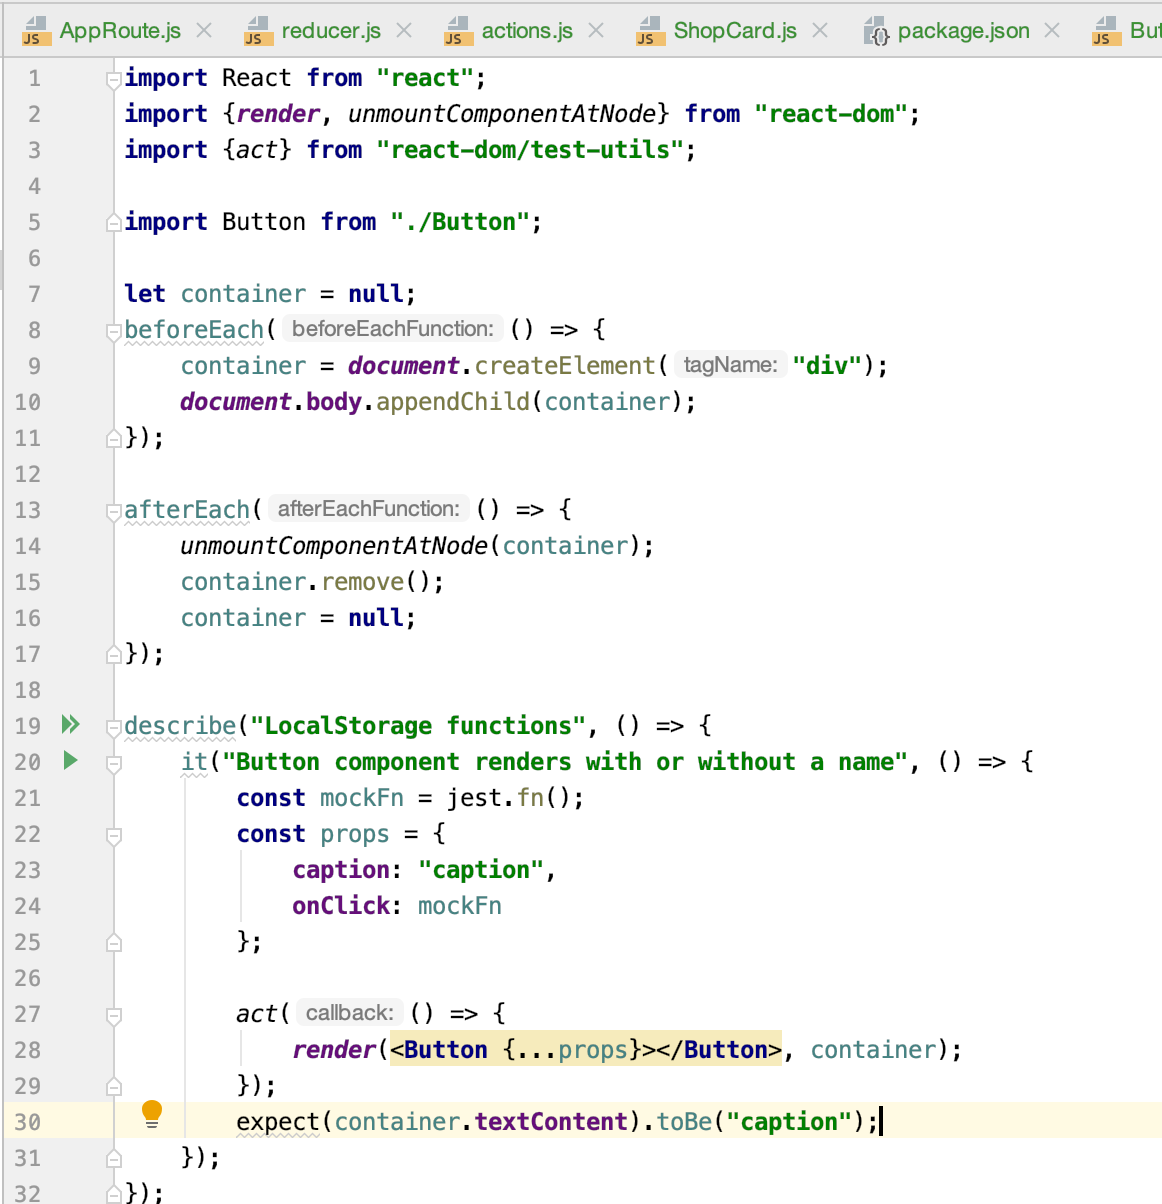 JS AppRoute.js JS reducer.js JS actions.js JS ShopCard.js {} package.json JS But
1 import React from "react";
2 import {render, unmountComponentAtNode} from "react-dom";
3 import {act} from "react-dom/test-utils";
4
5 import Button from "./Button";
6
7 let container = null;
8 beforeEach( beforeEachFunction: () => {
9     container = document.createElement( tagName: "div");
10     document.body.appendChild(container);
11 });
12
13 afterEach( afterEachFunction: () => {
14     unmountComponentAtNode(container);
15     container.remove();
16     container = null;
17 });
18
19 describe("LocalStorage functions", () => {
20     it("Button component renders with or without a name", () => {
21         const mockFn = jest.fn();
22         const props = {
23             caption: "caption",
24             onClick: mockFn
25         };
26
27         act( callback: () => {
28             render(<Button {...props}></Button>, container);
29         });
30         expect(container.textContent).toBe("caption");
31     });
32 });